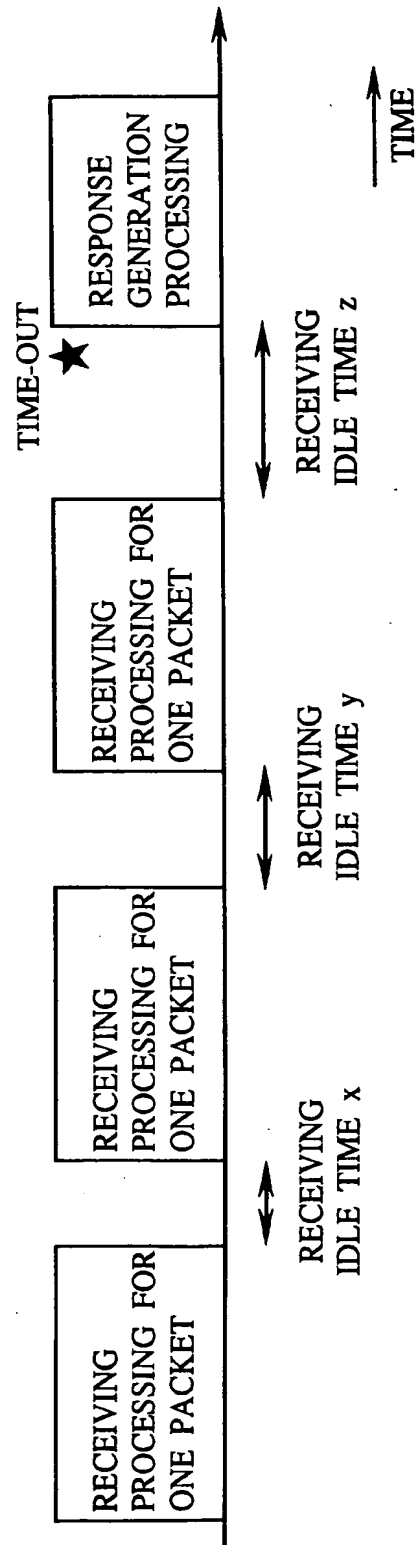 RECEIVING
PROCESSING FOR
ONE PACKET
RECEIVING
IDLE TIME x
RECEIVING
PROCESSING FOR
ONE PACKET
RECEIVING
IDLE TIME y
RECEIVING
PROCESSING FOR
ONE PACKET
RECEIVING
IDLE TIME z
TIME-OUT
RESPONSE
GENERATION
PROCESSING
TIME